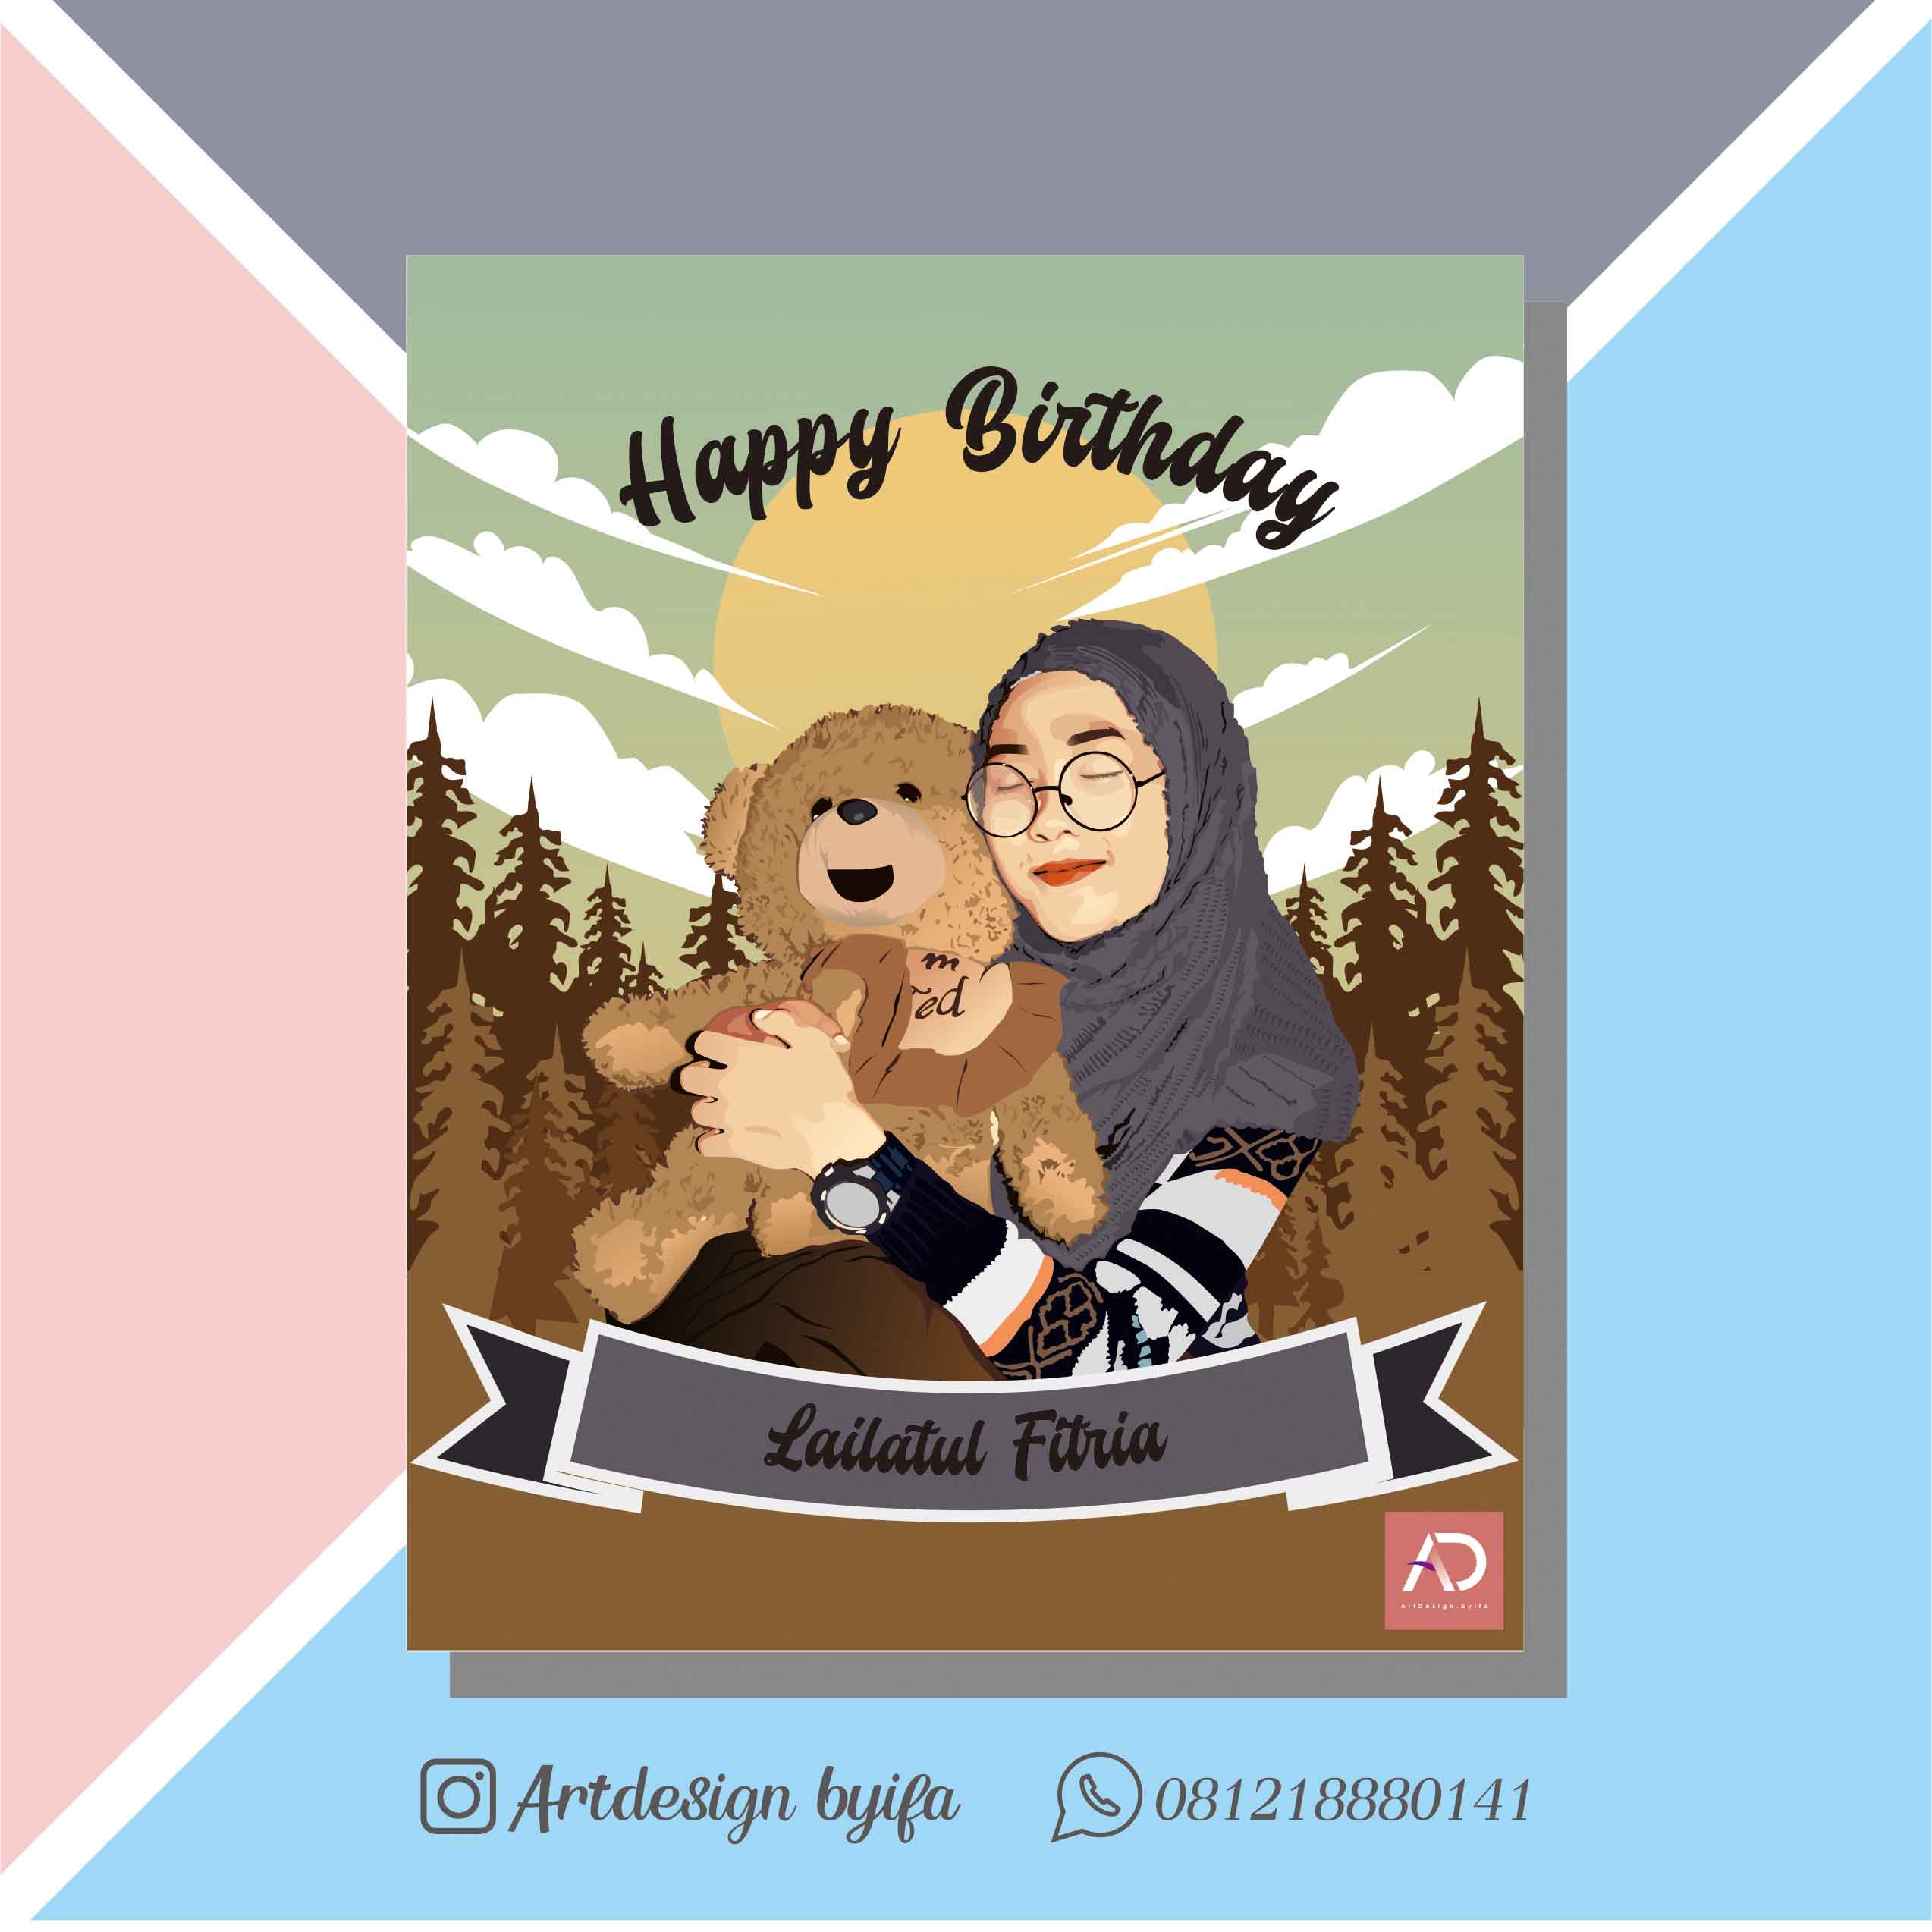 Happy Birthday
m
ed
Lailatul Fitria
AD
ArtDesign.byifa
Artdesign byifa
081218880141